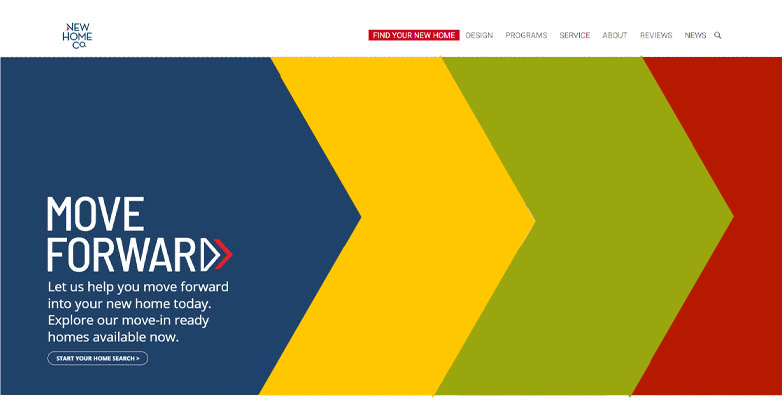 NEW
HOME
Co.
FIND YOUR NEW HOME DESIGN PROGRAMS SERVICE ABOUT REVIEWS NEWS
MOVE
FORWARD
Let us help you move forward
into your new home today.
Explore our move-in ready
homes available now.
START YOUR HOME SEARCH >